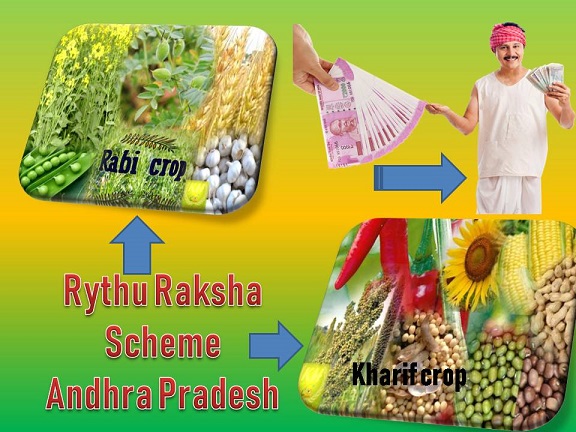 Rabi crop
Rythu Raksha
Scheme
Andhra Pradesh
Kharif crop